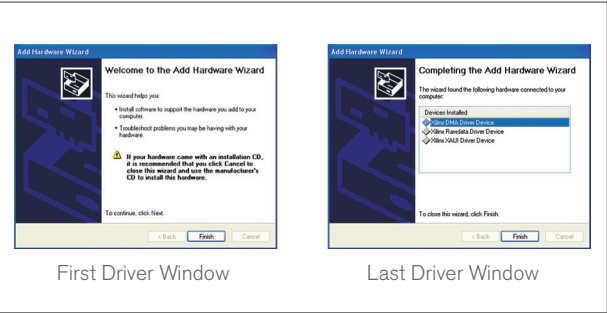 Add Hardware Wizard
Welcome to the Add Hardware Wizard
This wizard helps you:
• Install software to support the hardware you add to your
computer.
• Troubleshoot problems you may be having with your
hardware.
If your hardware came with an installation CD,
it is recommended that you click Cancel to
close this wizard and use the manufacturer's
CD to install this hardware.
To continue, click Next.
< Back Finish Cancel
First Driver Window
Add Hardware Wizard
Completing the Add Hardware Wizard
The wizard found the following hardware connected to your
computer:
Devices Installed
Xilinx DMA Driver Device
Xilinx Rawdata Driver Device
Xilinx XAUI Driver Device
To close this wizard, click Finish.
< Back Finish Cancel
Last Driver Window